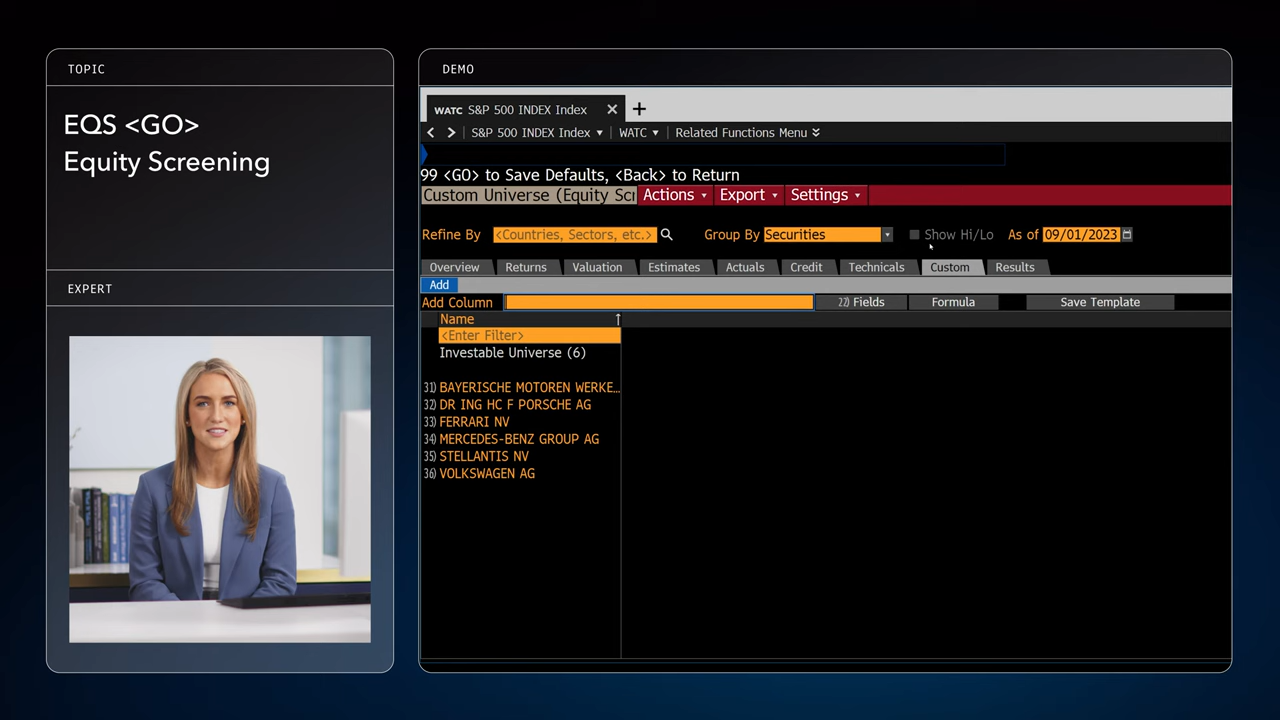 TOPIC
EQS <GO>
Equity Screening
EXPERT
DEMO
WATC S&P 500 INDEX Index
S&P 500 INDEX Index WATC Related Functions Menu
99 <GO> to Save Defaults, <Back> to Return
Custom Universe (Equity Scr Actions Export Settings
Refine By <Countries, Sectors, etc.> Group By Securities Show Hi/Lo As of 09/01/2023
Overview Returns Valuation Estimates Actuals Credit Technicals Custom Results
Add
Add Column 22) Fields Formula Save Template
Name
<Enter Filter>
Investable Universe (6)
31) BAYERISCHE MOTOREN WERKE...
32) DR ING HC F PORSCHE AG
33) FERRARI NV
34) MERCEDES-BENZ GROUP AG
35) STELLANTIS NV
36) VOLKSWAGEN AG